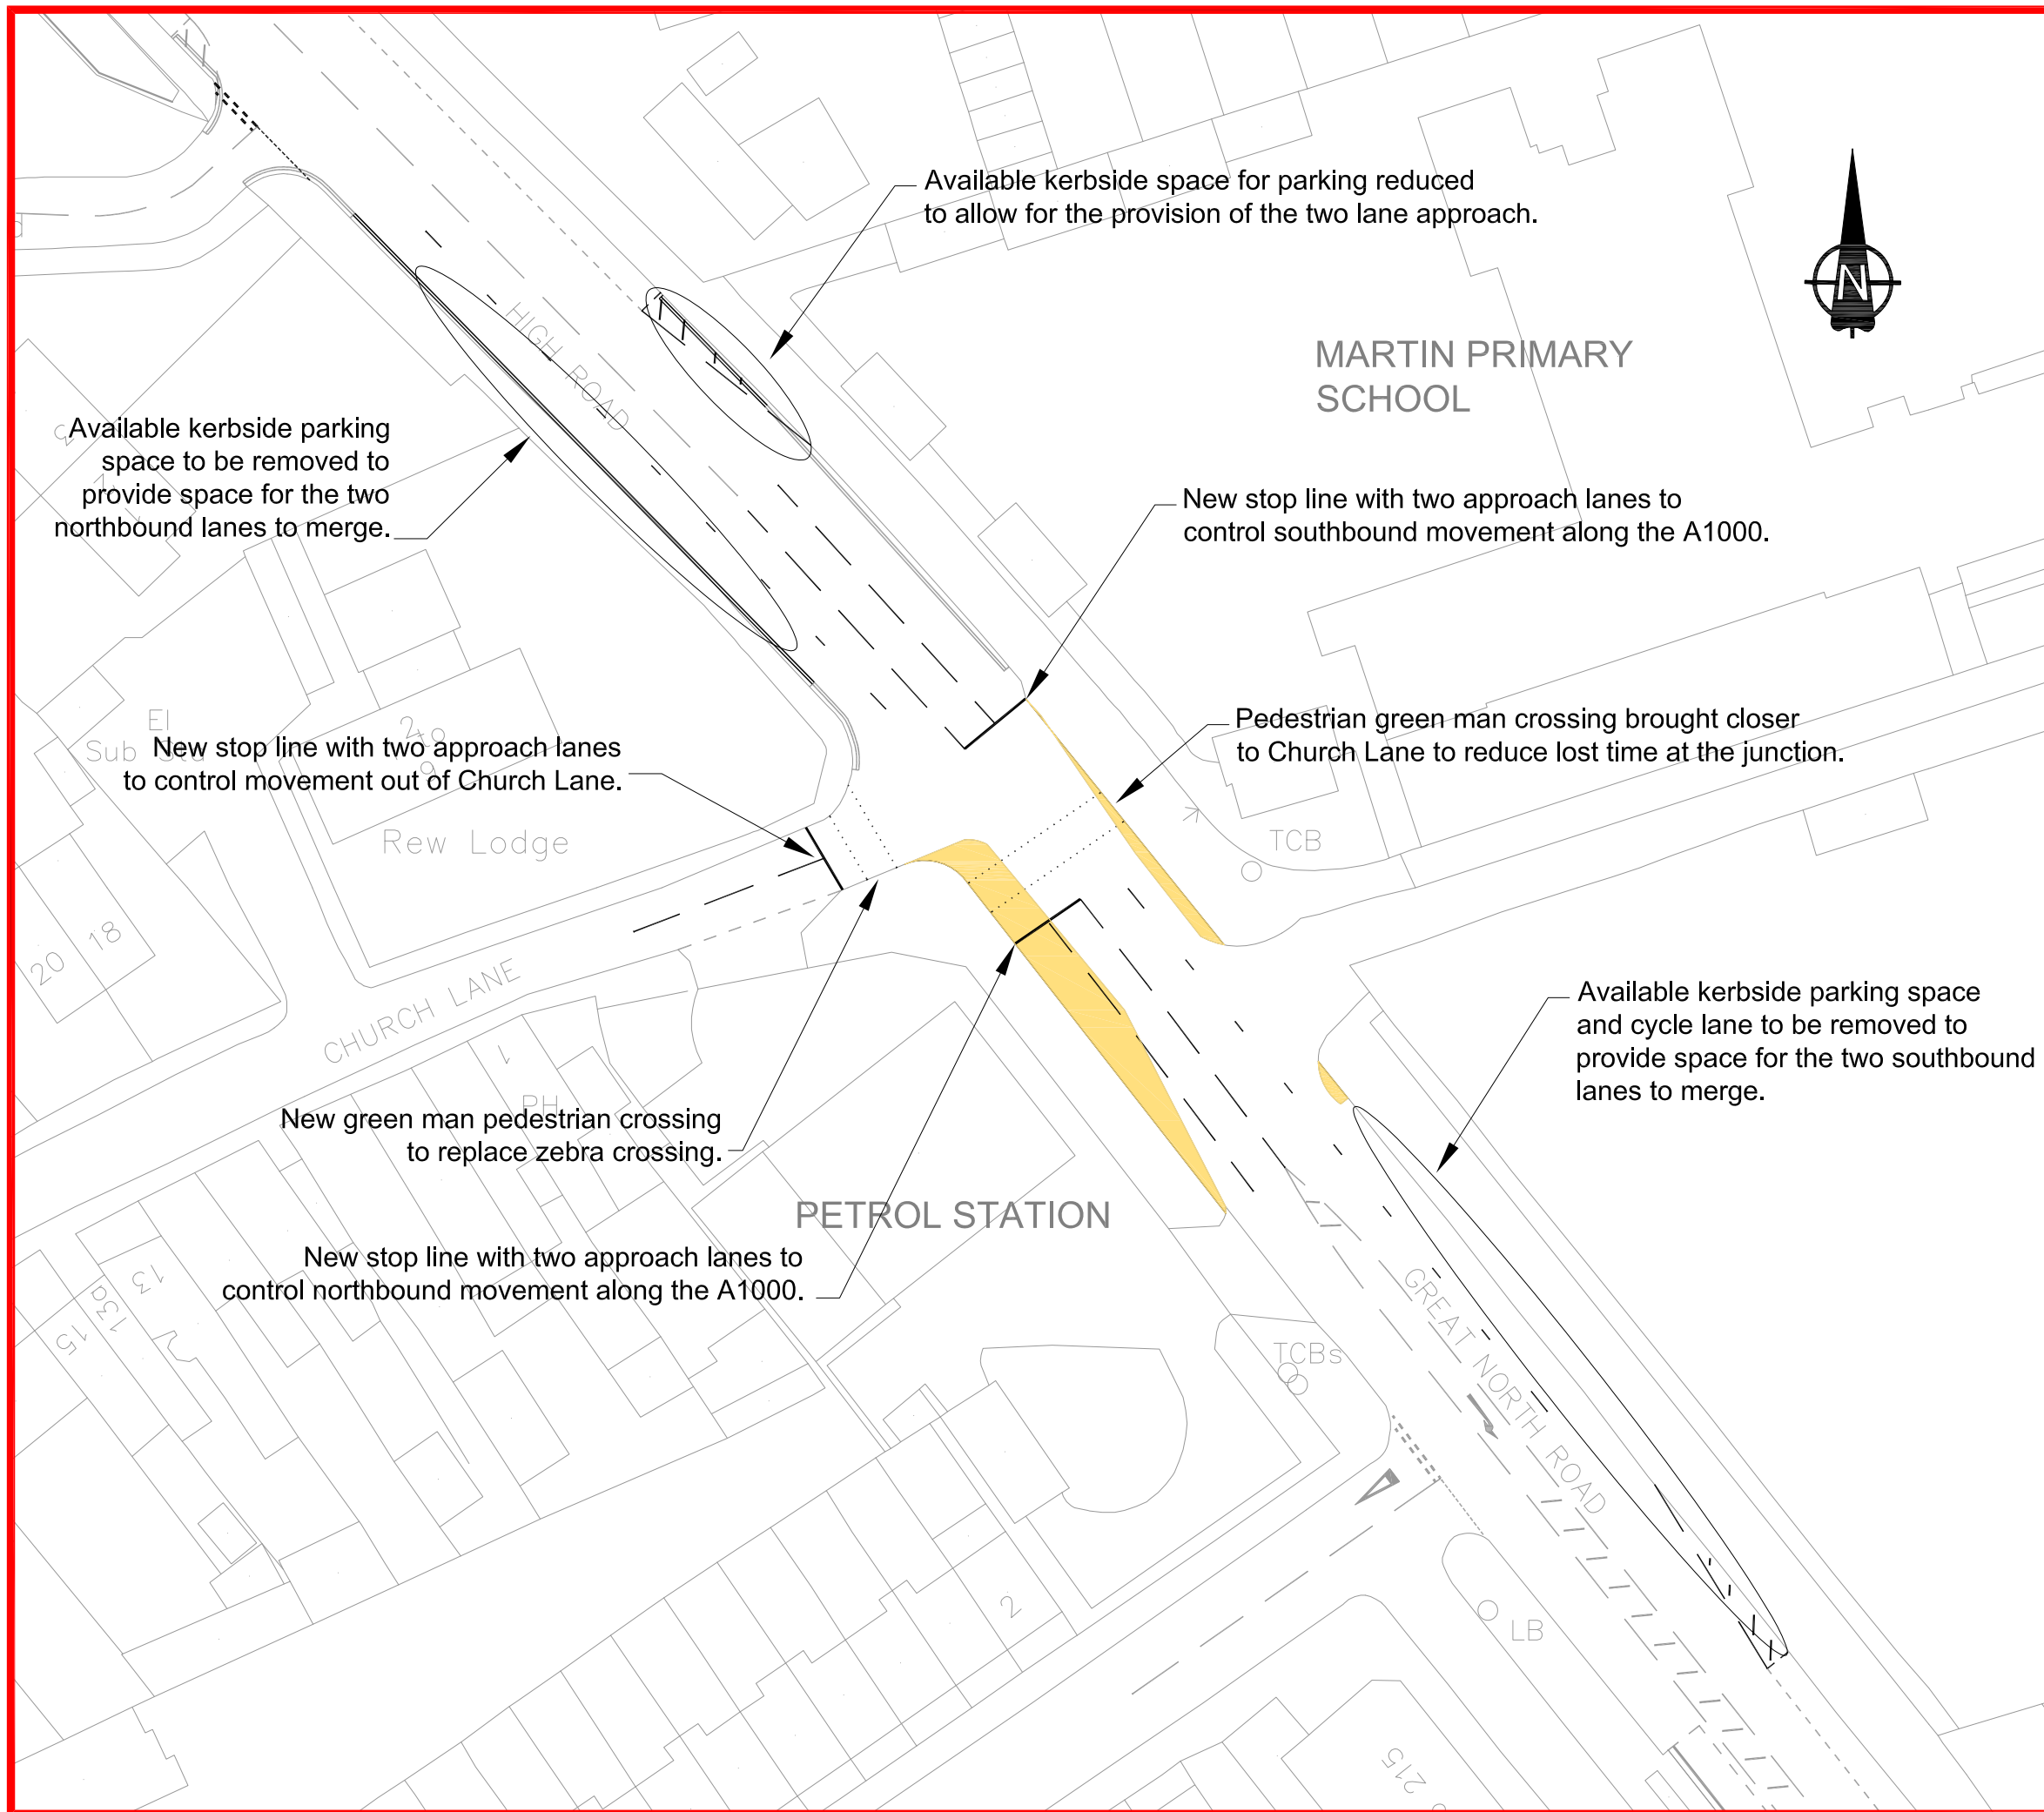 Available kerbside space for parking reduced
to allow for the provision of the two lane approach.
N
HIGH ROAD
MARTIN PRIMARY
SCHOOL
Available kerbside parking
space to be removed to
provide space for the two
northbound lanes to merge.
3
New stop line with two approach lanes to
control southbound movement along the A1000.
El
Sub Sta
2 to
Pedestrian green man crossing brought closer
to Church Lane to reduce lost time at the junction.
New stop line with two approach lanes
to control movement out of Church Lane.
Rew Lodge
TCB
20 18
CHURCH LANE
Available kerbside parking space
and cycle lane to be removed to
provide space for the two southbound
lanes to merge.
1
PH
New green man pedestrian crossing
to replace zebra crossing.
PETROL STATION
New stop line with two approach lanes to
control northbound movement along the A1000.
13
13a
15
GREAT NORTH ROAD
TCBs
2
LB
215